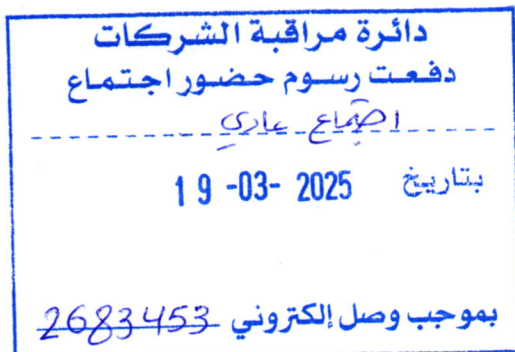 دائرة مراقبة الشركات
دفعت رسوم حضور اجتماع
اجتماع عادي
بتاريخ 19 -03- 2025
بموجب وصل إلكتروني 2683453